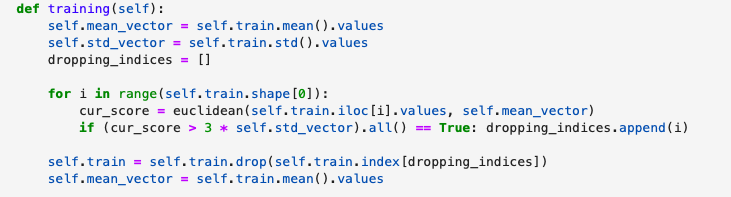 def training(self):
    self.mean_vector = self.train.mean().values
    self.std_vector = self.train.std().values
    dropping_indices = []

    for i in range(self.train.shape[0]):
        cur_score = euclidean(self.train.iloc[i].values, self.mean_vector)
        if (cur_score > 3 * self.std_vector).all() == True: dropping_indices.append(i)

    self.train = self.train.drop(self.train.index[dropping_indices])
    self.mean_vector = self.train.mean().values